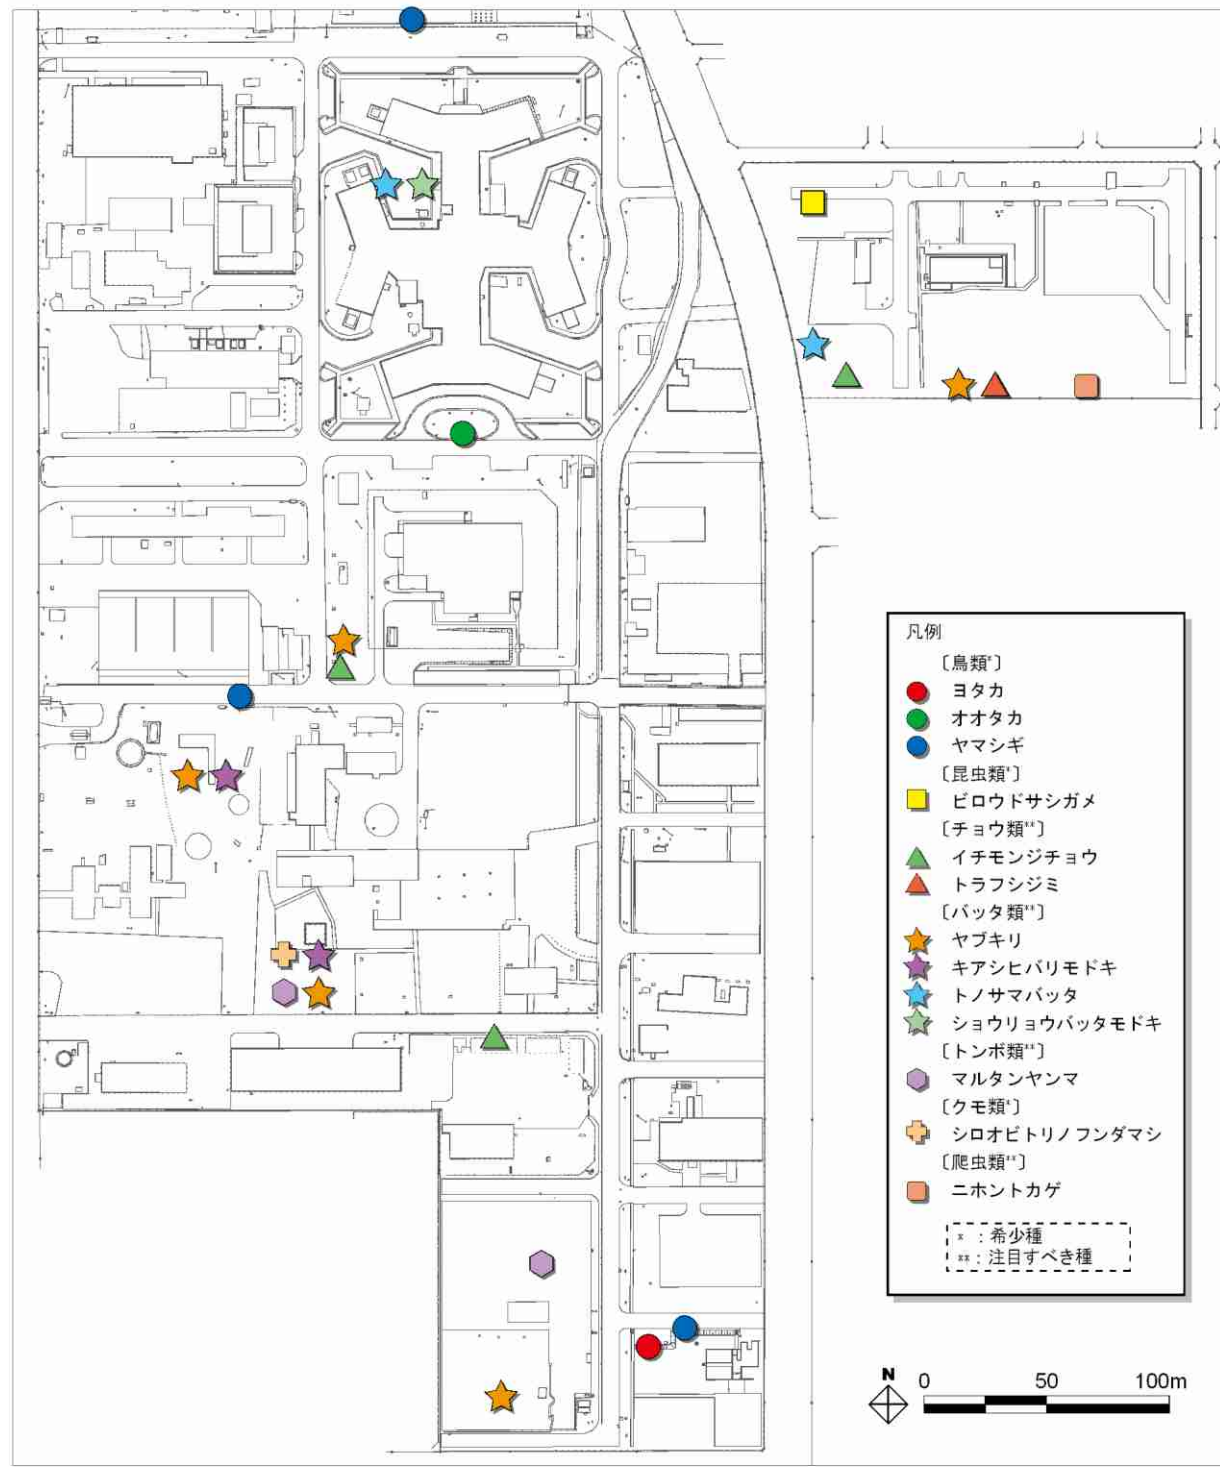 凡例
〔鳥類*〕
ヨタカ
オオタカ
ヤマシギ
〔昆虫類*〕
ビロウドサシガメ
〔チョウ類**〕
イチモンジチョウ
トラフシジミ
〔バッタ類**〕
ヤブキリ
キアシヒバリモドキ
トノサマバッタ
ショウリョウバッタモドキ
〔トンボ類**〕
マルタンヤンマ
〔クモ類*〕
シロオビトリノフンダマシ
〔爬虫類**〕
ニホントカゲ
* : 希少種
** : 注目すべき種
N 0 50 100m